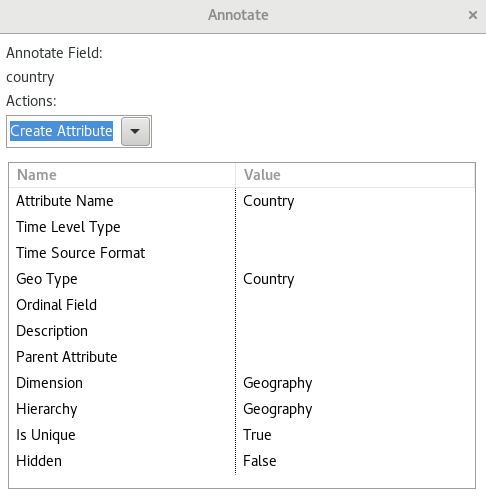 Annotate ×
Annotate Field:
country
Actions:
Create Attribute
Name Value
Attribute Name Country
Time Level Type
Time Source Format
Geo Type Country
Ordinal Field
Description
Parent Attribute
Dimension Geography
Hierarchy Geography
Is Unique True
Hidden False